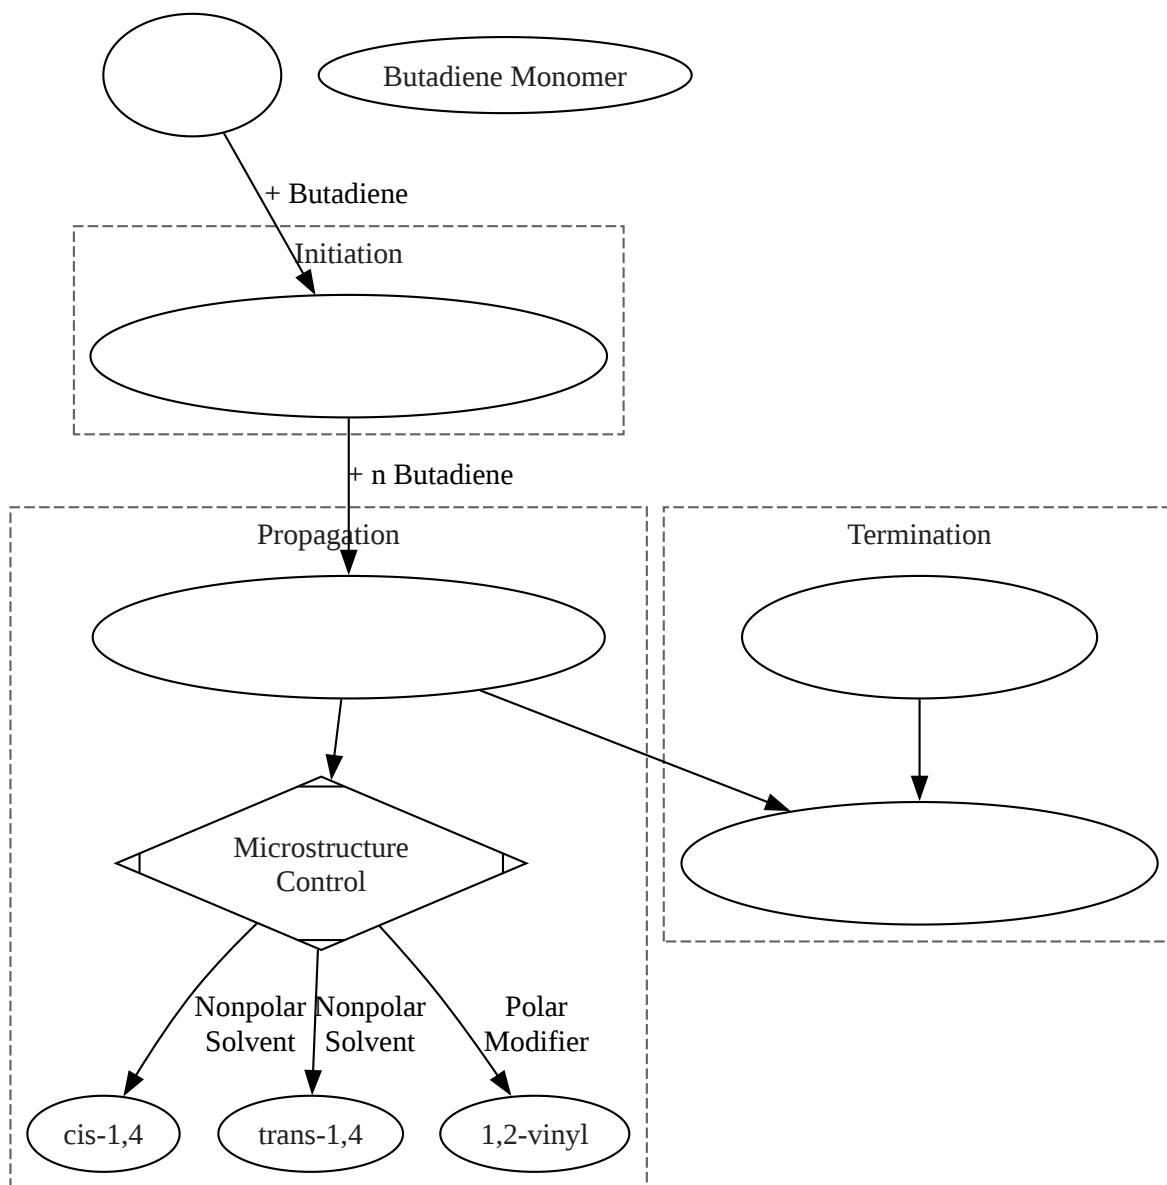 Butadiene Monomer
+ Butadiene
Initiation
+ n Butadiene
Propagation
Termination
Microstructure
Control
Nonpolar
Solvent
Nonpolar
Solvent
Polar
Modifier
cis-1,4
trans-1,4
1,2-vinyl